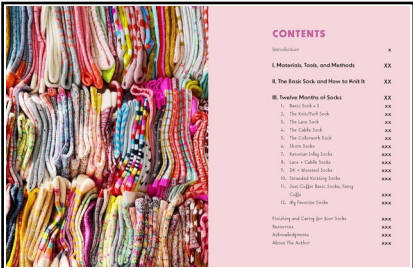 CONTENTS
Introduction x
I. Materials, Tools, and Methods XX
II. The Basic Sock and How to Knit It XX
III. Twelve Months of Socks XX
1. Basic Sock x 3 xx
2. The Knit/Purl Sock xx
3. The Lace Sock xx
4. The Cable Sock xx
5. The Colorwork Sock xx
6. Short Socks xxx
7. Estonian Inlay Socks xxx
8. Lace + Cable Socks xxx
9. DK + Worsted Socks xxx
10. Stranded Knitting Socks xxx
11. Just Cuffs: Basic Socks, Fancy
Cuffs xxx
12. My Favorite Socks xxx
Finishing and Caring for Your Socks xxx
Resources xxx
Acknowledgments xxx
About The Author xxx